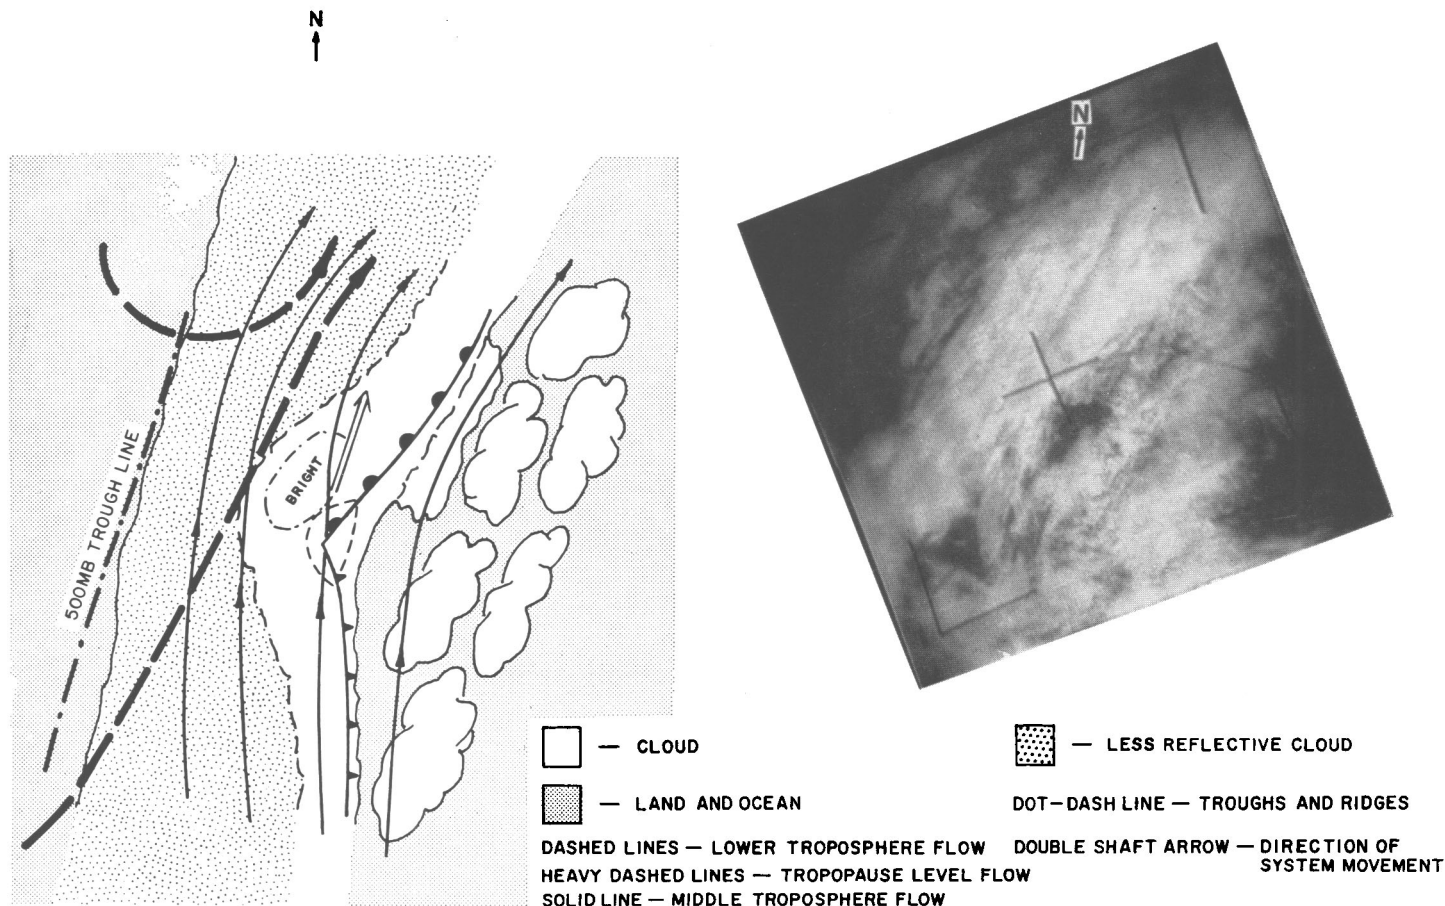 N
N
500MB TROUGH LINE
BRIGHT
— CLOUD
— LESS REFLECTIVE CLOUD
— LAND AND OCEAN
DOT-DASH LINE — TROUGHS AND RIDGES
DASHED LINES — LOWER TROPOSPHERE FLOW
DOUBLE SHAFT ARROW — DIRECTION OF
SYSTEM MOVEMENT
HEAVY DASHED LINES — TROPOPAUSE LEVEL FLOW
SOLID LINE — MIDDLE TROPOSPHERE FLOW